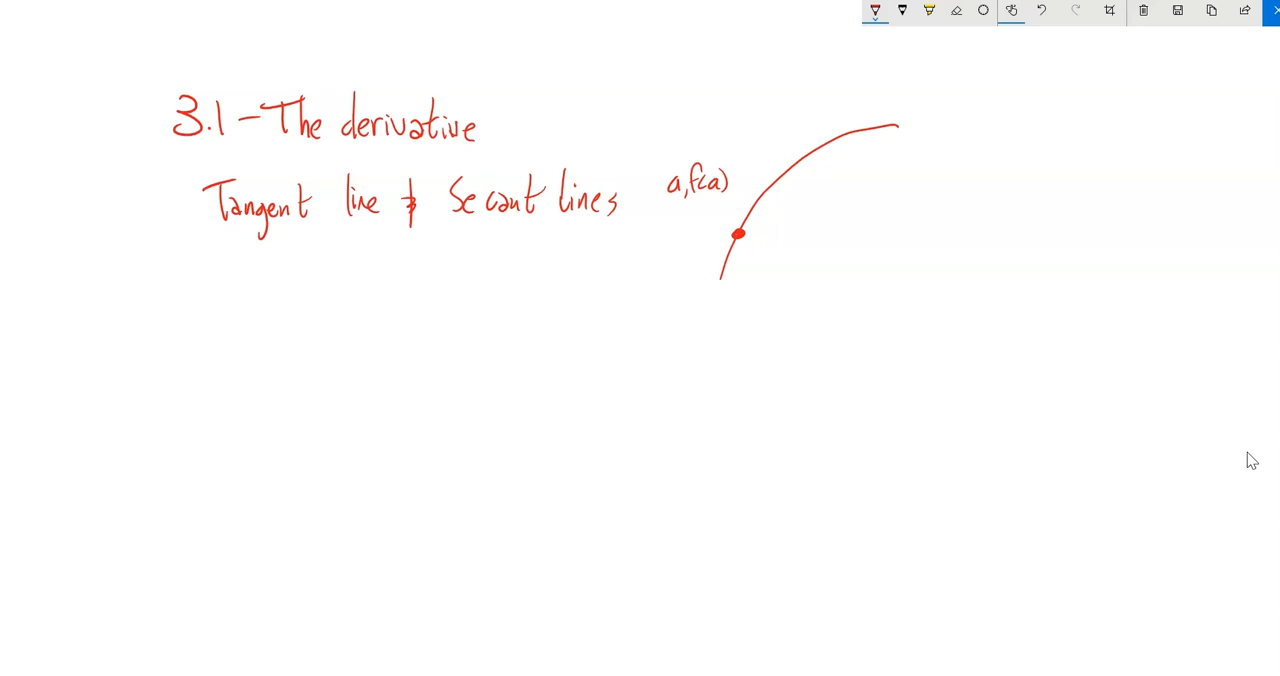 3.1 - The derivative
Tangent line & Secant lines
a, f(a)